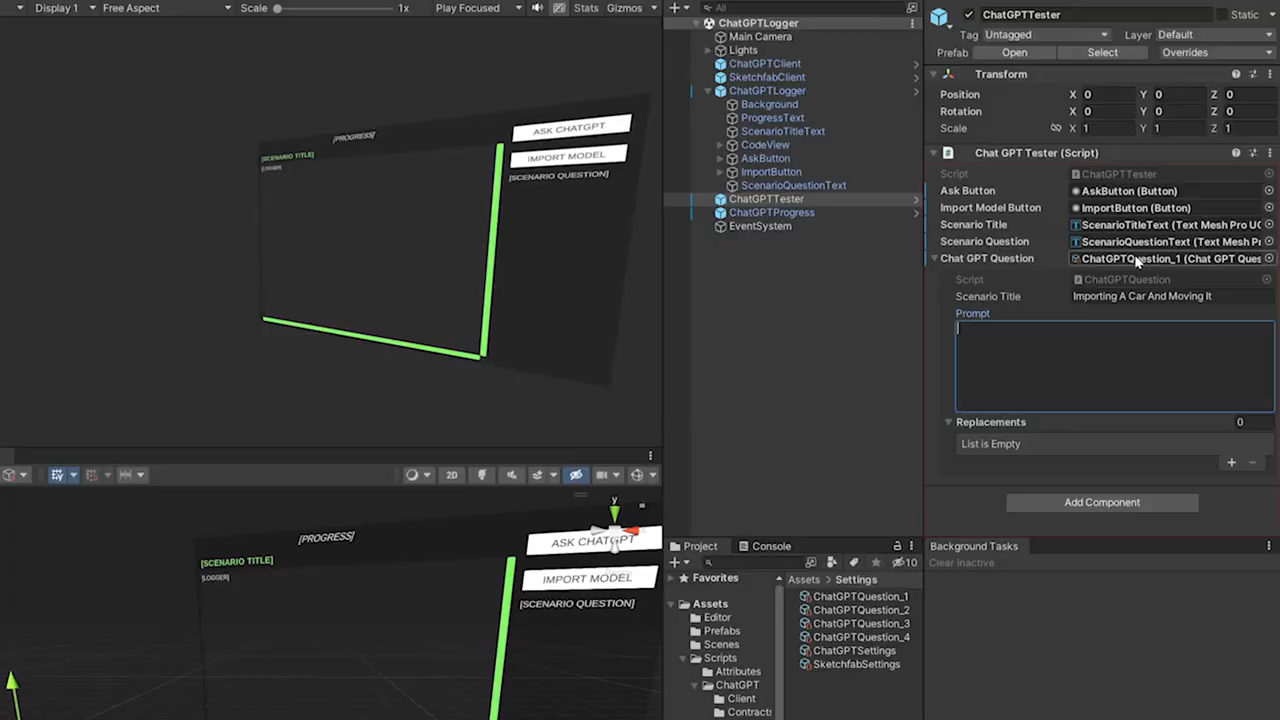 Display 1
Free Aspect
Scale
1x
Play Focused
Stats
Gizmos
[PROGRESS]
[SCENARIO TITLE]
[LOGGER]
ASK CHATGPT
IMPORT MODEL
[SCENARIO QUESTION]
2D
y
[PROGRESS]
[SCENARIO TITLE]
[LOGGER]
ASK CHATGPT
IMPORT MODEL
[SCENARIO QUESTION]
All
ChatGPTLogger
Main Camera
Lights
ChatGPTClient
SketchfabClient
ChatGPTLogger
Background
ProgressText
ScenarioTitleText
CodeView
AskButton
ImportButton
ScenarioQuestionText
ChatGPTTester
ChatGPTProgress
EventSystem
Project
Console
10
Favorites
Assets
Editor
Prefabs
Scenes
Scripts
Attributes
ChatGPT
Client
Contracts
Assets > Settings
ChatGPTQuestion_1
ChatGPTQuestion_2
ChatGPTQuestion_3
ChatGPTQuestion_4
ChatGPTSettings
SketchfabSettings
ChatGPTTester
Static
Tag Untagged Layer Default
Prefab Open Select Overrides
Transform
Position X 0 Y 0 Z 0
Rotation X 0 Y 0 Z 0
Scale X 1 Y 1 Z 1
Chat GPT Tester (Script)
Script ChatGPTTester
Ask Button AskButton (Button)
Import Model Button ImportButton (Button)
Scenario Title ScenarioTitleText (Text Mesh Pro UG
Scenario Question ScenarioQuestionText (Text Mesh Pr
Chat GPT Question ChatGPTQuestion_1 (Chat GPT Ques
Script ChatGPTQuestion
Scenario Title Importing A Car And Moving It
Prompt
Replacements 0
List is Empty
Add Component
Background Tasks
Clear inactive